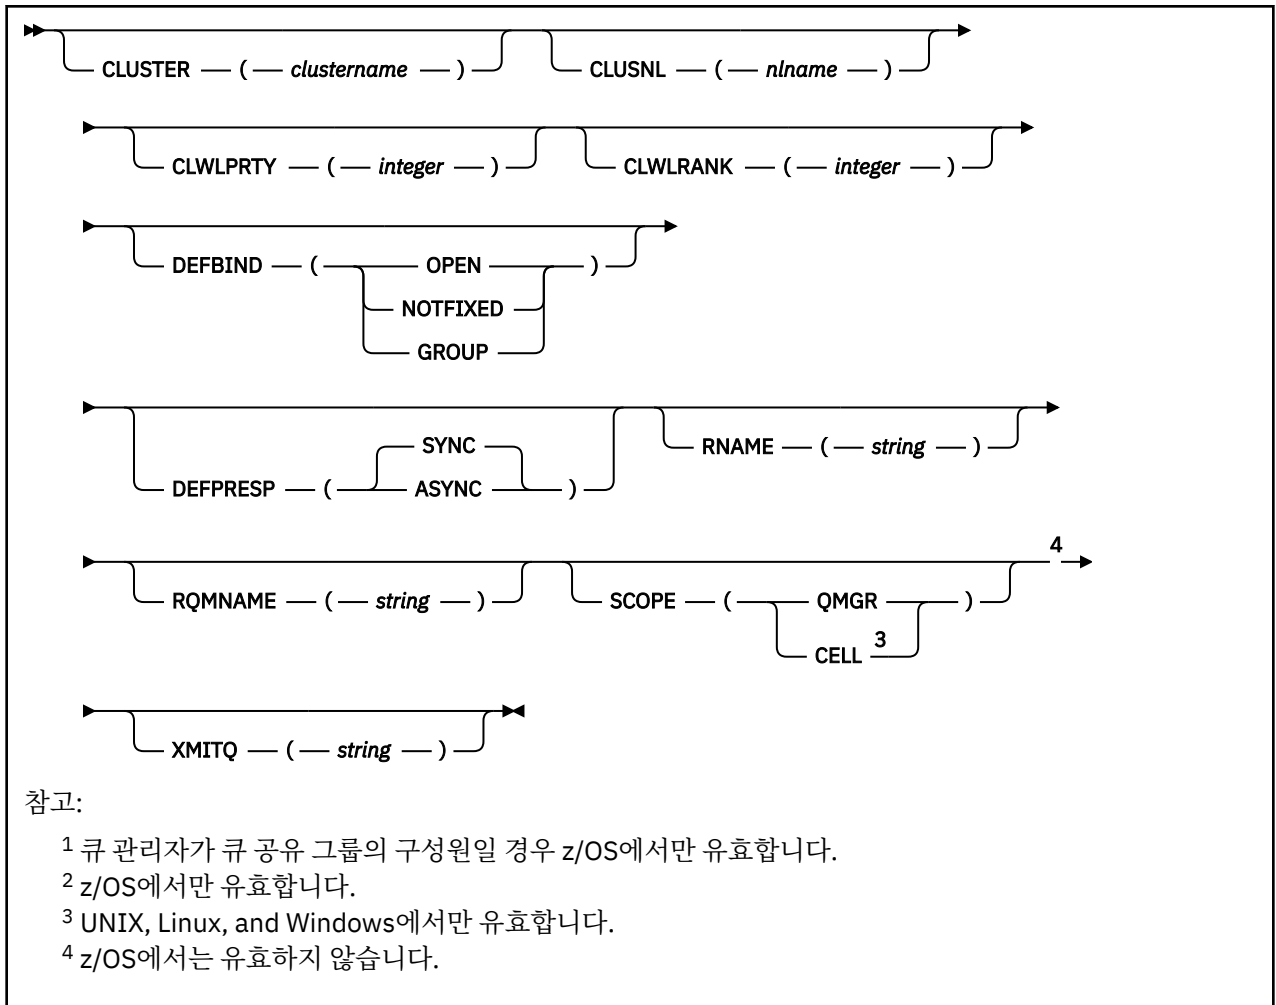 CLUSTER ( clustername ) CLUSNL ( nlname )
CLWLPRTY ( integer ) CLWLRANK ( integer )
DEFBIND ( OPEN )
NOTFIXED
GROUP
SYNC
RNAME ( string )
DEFPRESP ( ASYNC )
4
RQMNAME ( string ) SCOPE ( QMGR )
CELL 3
XMITQ ( string )
참고:
1 큐 관리자가 큐 공유 그룹의 구성원일 경우 z/OS에서만 유효합니다.
2 z/OS에서만 유효합니다.
3 UNIX, Linux, and Windows에서만 유효합니다.
4 z/OS에서는 유효하지 않습니다.